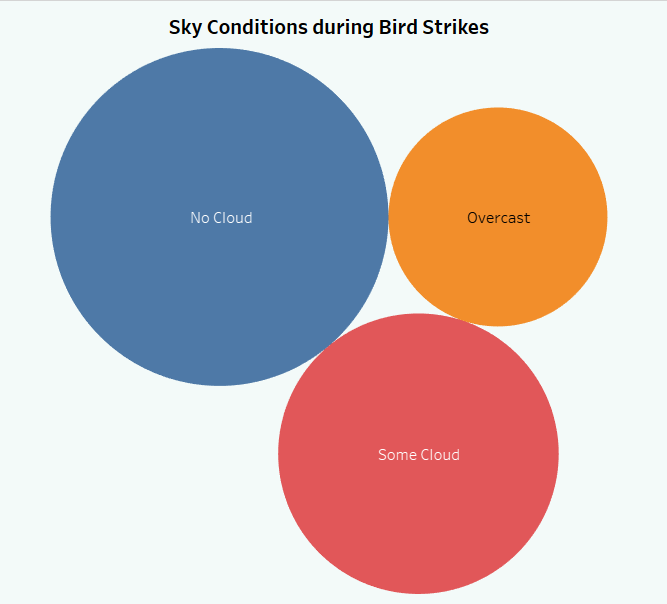 Sky Conditions during Bird Strikes
No Cloud
Overcast
Some Cloud